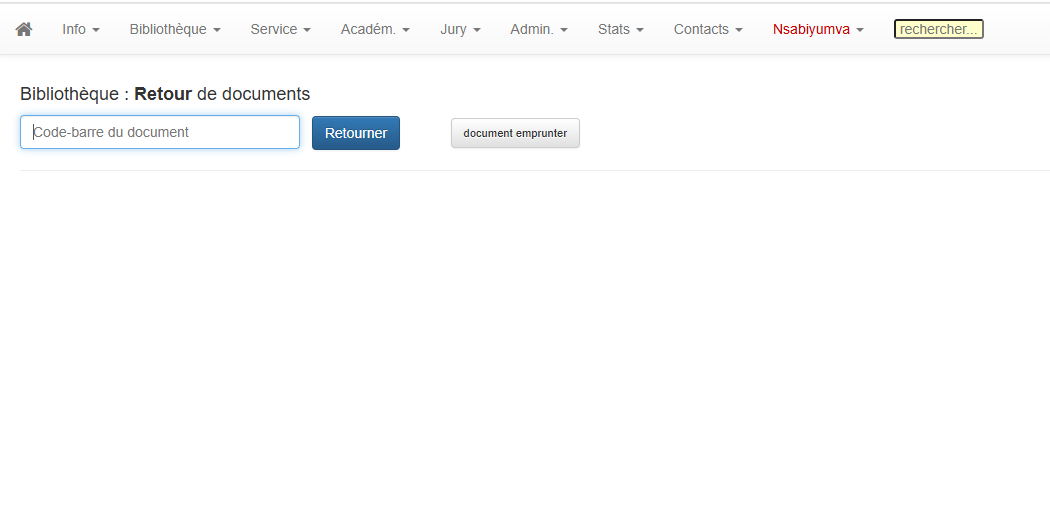 Info Bibliothèque Service Académ. Jury Admin. Stats Contacts Nsabiyumva rechercher...
Bibliothèque : Retour de documents
Code-barre du document Retourner document emprunter